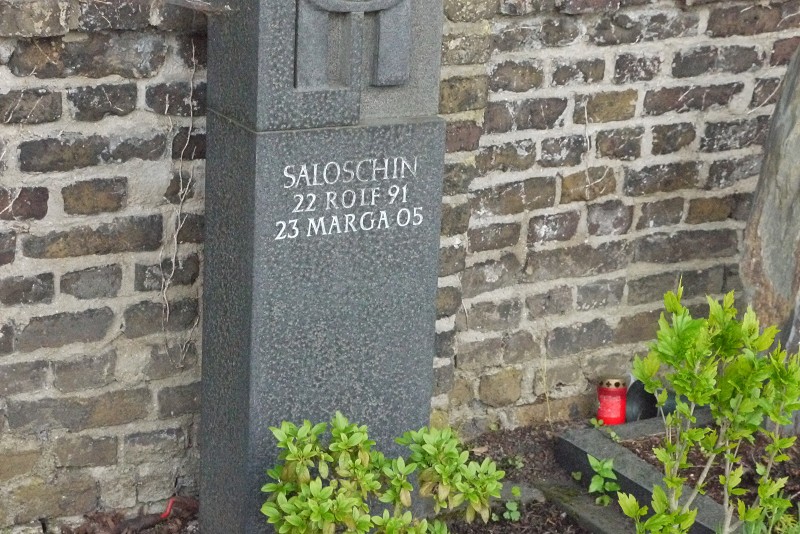 SALOSCHIN
22 ROLF 91
23 MARGA 05